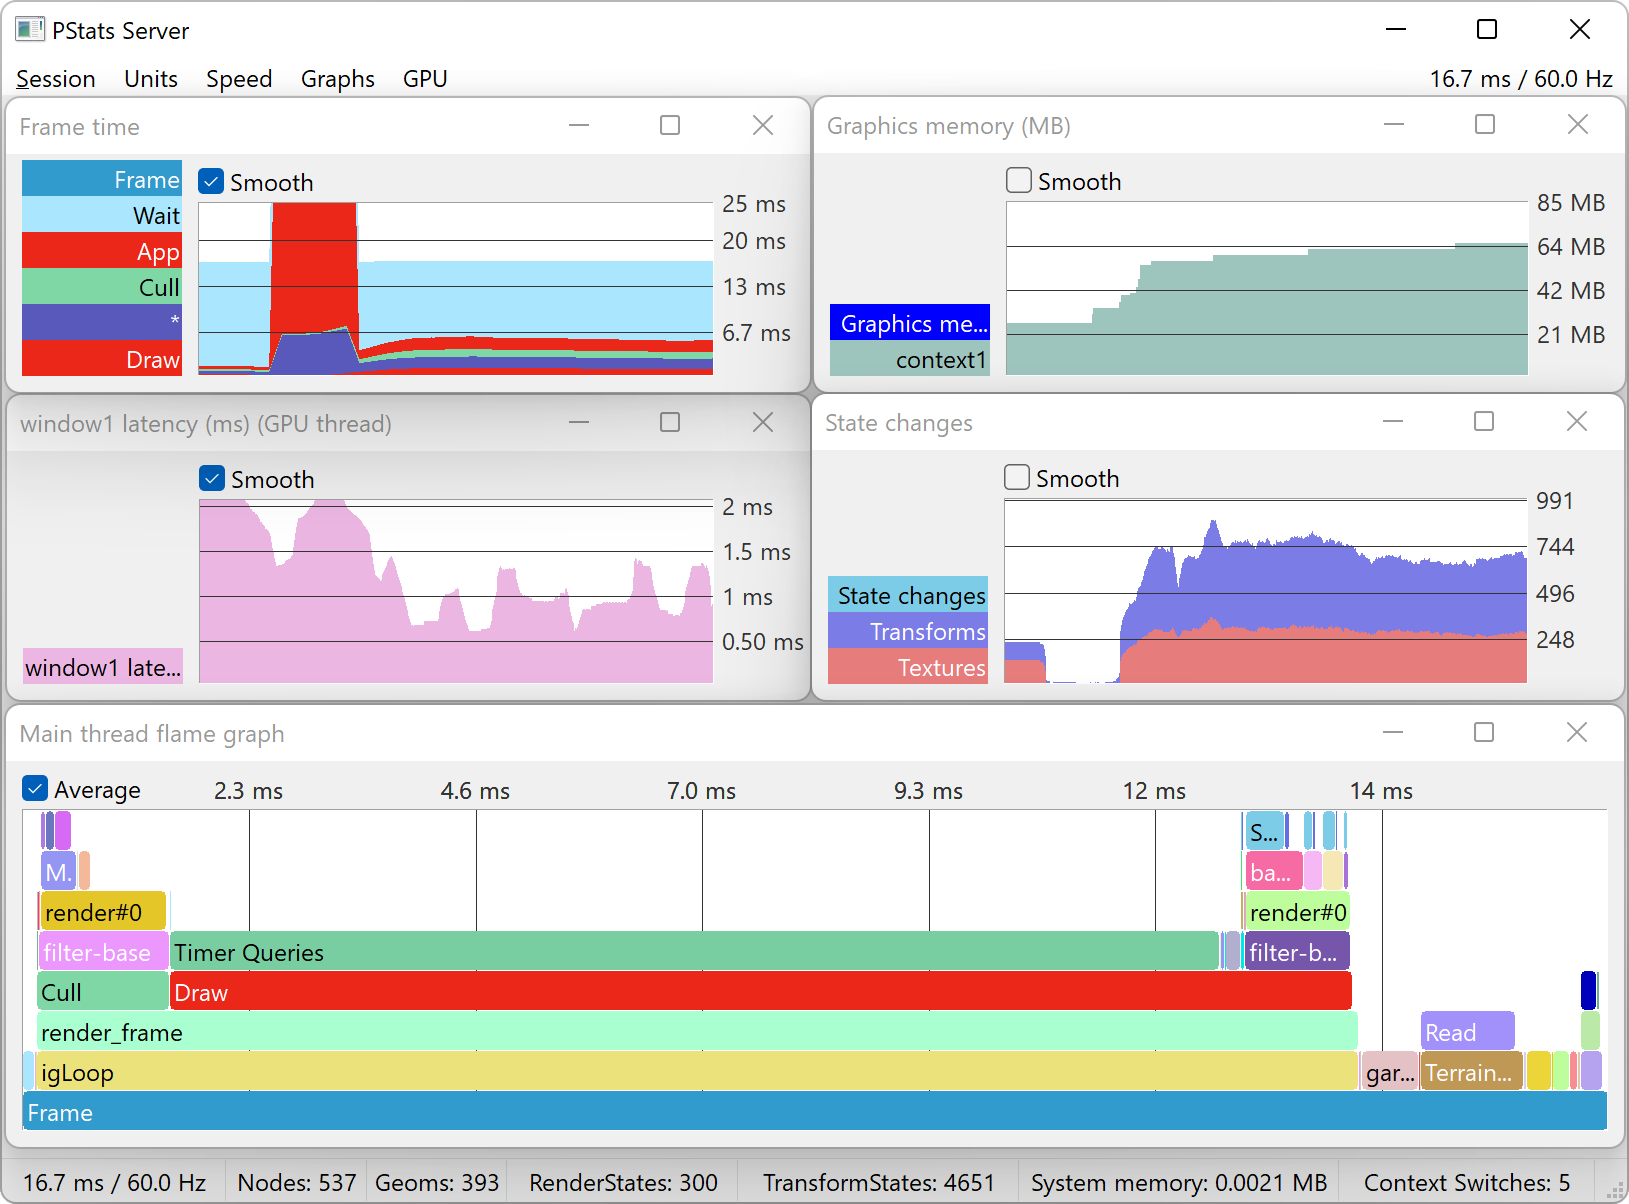 PStats Server
Session Units Speed Graphs GPU 16.7 ms / 60.0 Hz
Frame time
Frame
Wait
App
Cull
*
Draw
Smooth
25 ms
20 ms
13 ms
6.7 ms
Graphics memory (MB)
Smooth
Graphics me...
context1
85 MB
64 MB
42 MB
21 MB
window1 latency (ms) (GPU thread)
Smooth
window1 late...
2 ms
1.5 ms
1 ms
0.50 ms
State changes
Smooth
State changes
Transforms
Textures
991
744
496
248
Main thread flame graph
Average 2.3 ms 4.6 ms 7.0 ms 9.3 ms 12 ms 14 ms
S...
M. ba...
render#0 render#0
filter-base Timer Queries filter-b...
Cull Draw
render_frame Read
igLoop gar... Terrain...
Frame
16.7 ms / 60.0 Hz Nodes: 537 Geoms: 393 RenderStates: 300 TransformStates: 4651 System memory: 0.0021 MB Context Switches: 5